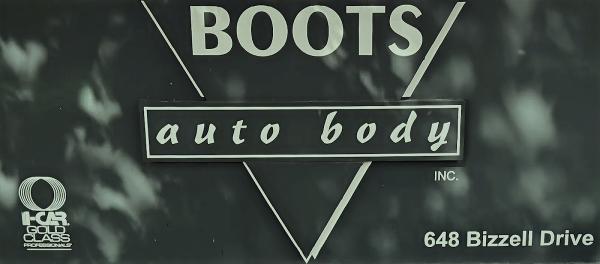 BOOTS
auto body
INC.
I-CAR
GOLD
CLASS
PROFESSIONALS
648 Bizzell Drive